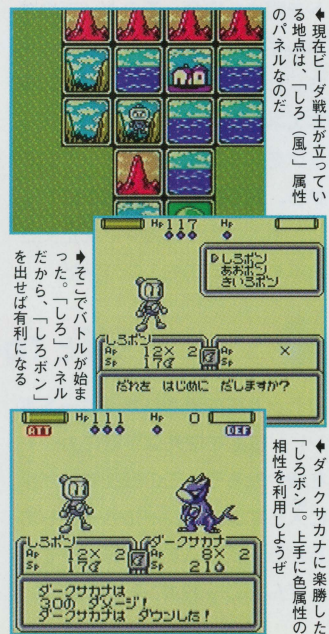 ♦現在ビーダ戦士が立ってい
る地点は、「しろ(風)」属性
のパネルなのだ
Hp117
Hp
しろボン
あおボン
きいろボン
しろボン
Ap 12× 2
Sp 17
Ap ×
Sp
だれを はじめに だしますか?
♦そこでバトルが始ま
った。「しろ」パネル
だから、「しろボン」
を出せば有利になる
Hp111
Hp 0
ATT
DEF
しろボン
Ap 12× 2
Sp 17
ダークサカナ
Ap 8× 2
Sp 21
ダークサカナは
30の ダメージ!
ダークサカナは ダウンした!
♦ダークサカナに楽勝した
「しろボン」。上手に色属性の
相性を利用しようぜ